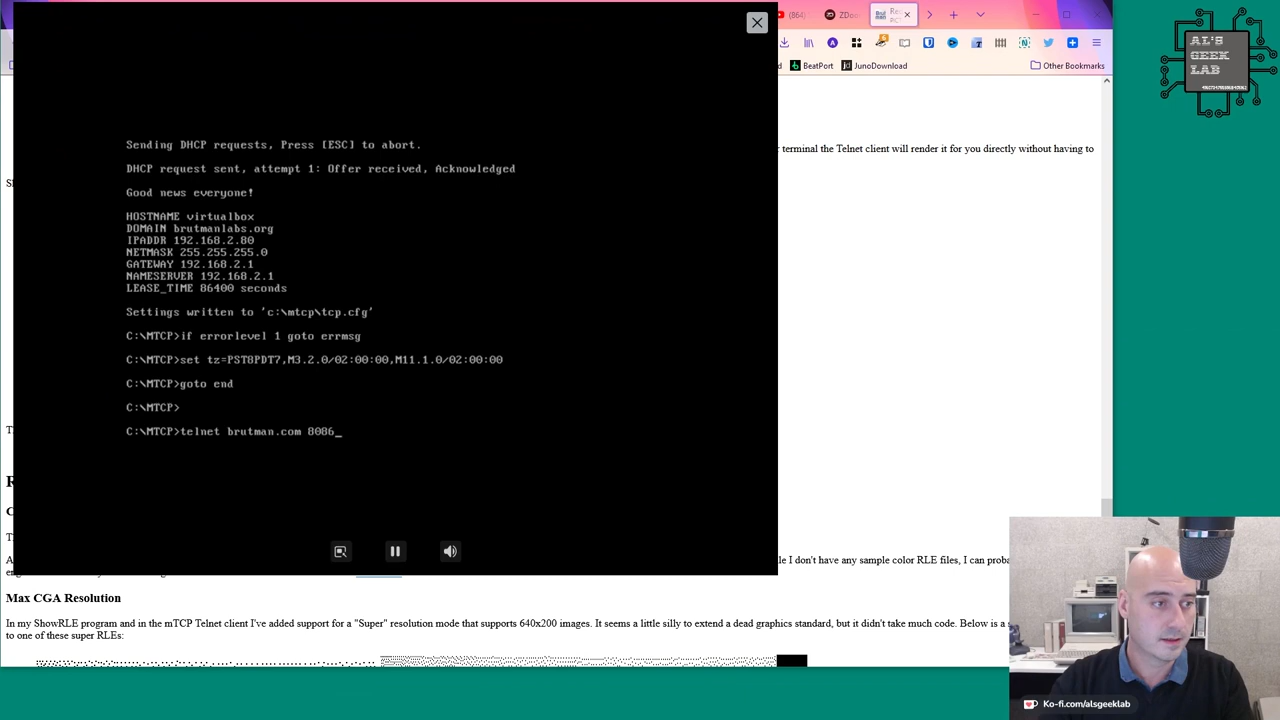 (864)
ZDoo
Other Bookmarks
BeatPort
JunoDownload
AL'S
GEEK
LAB
Sending DHCP requests, Press [ESC] to abort.
DHCP request sent, attempt 1: Offer received, Acknowledged
Good news everyone!
HOSTNAME virtualbox
DOMAIN brutmanlabs.org
IPADDR 192.168.2.80
NETMASK 255.255.255.0
GATEWAY 192.168.2.1
NAMESERVER 192.168.2.1
LEASE_TIME 86400 seconds
Settings written to 'c:\mtcp\tcp.cfg'
C:\MTCP>if errorlevel 1 goto errmsg
C:\MTCP>set tz=PST8PDT7,M3.2.0/02:00:00,M11.1.0/02:00:00
C:\MTCP>goto end
C:\MTCP>
C:\MTCP>telnet brutman.com 8086_
terminal the Telnet client will render it for you directly without having to
I don't have any sample color RLE files, I can
Max CGA Resolution
In my ShowRLE program and in the mTCP Telnet client I've added support for a "Super" resolution mode that supports 640x200 images. It seems a little silly to extend a dead graphics standard, but it didn't take much code. Below is a
to one of these super RLEs:
Ko-fi.com/alsgeeklab